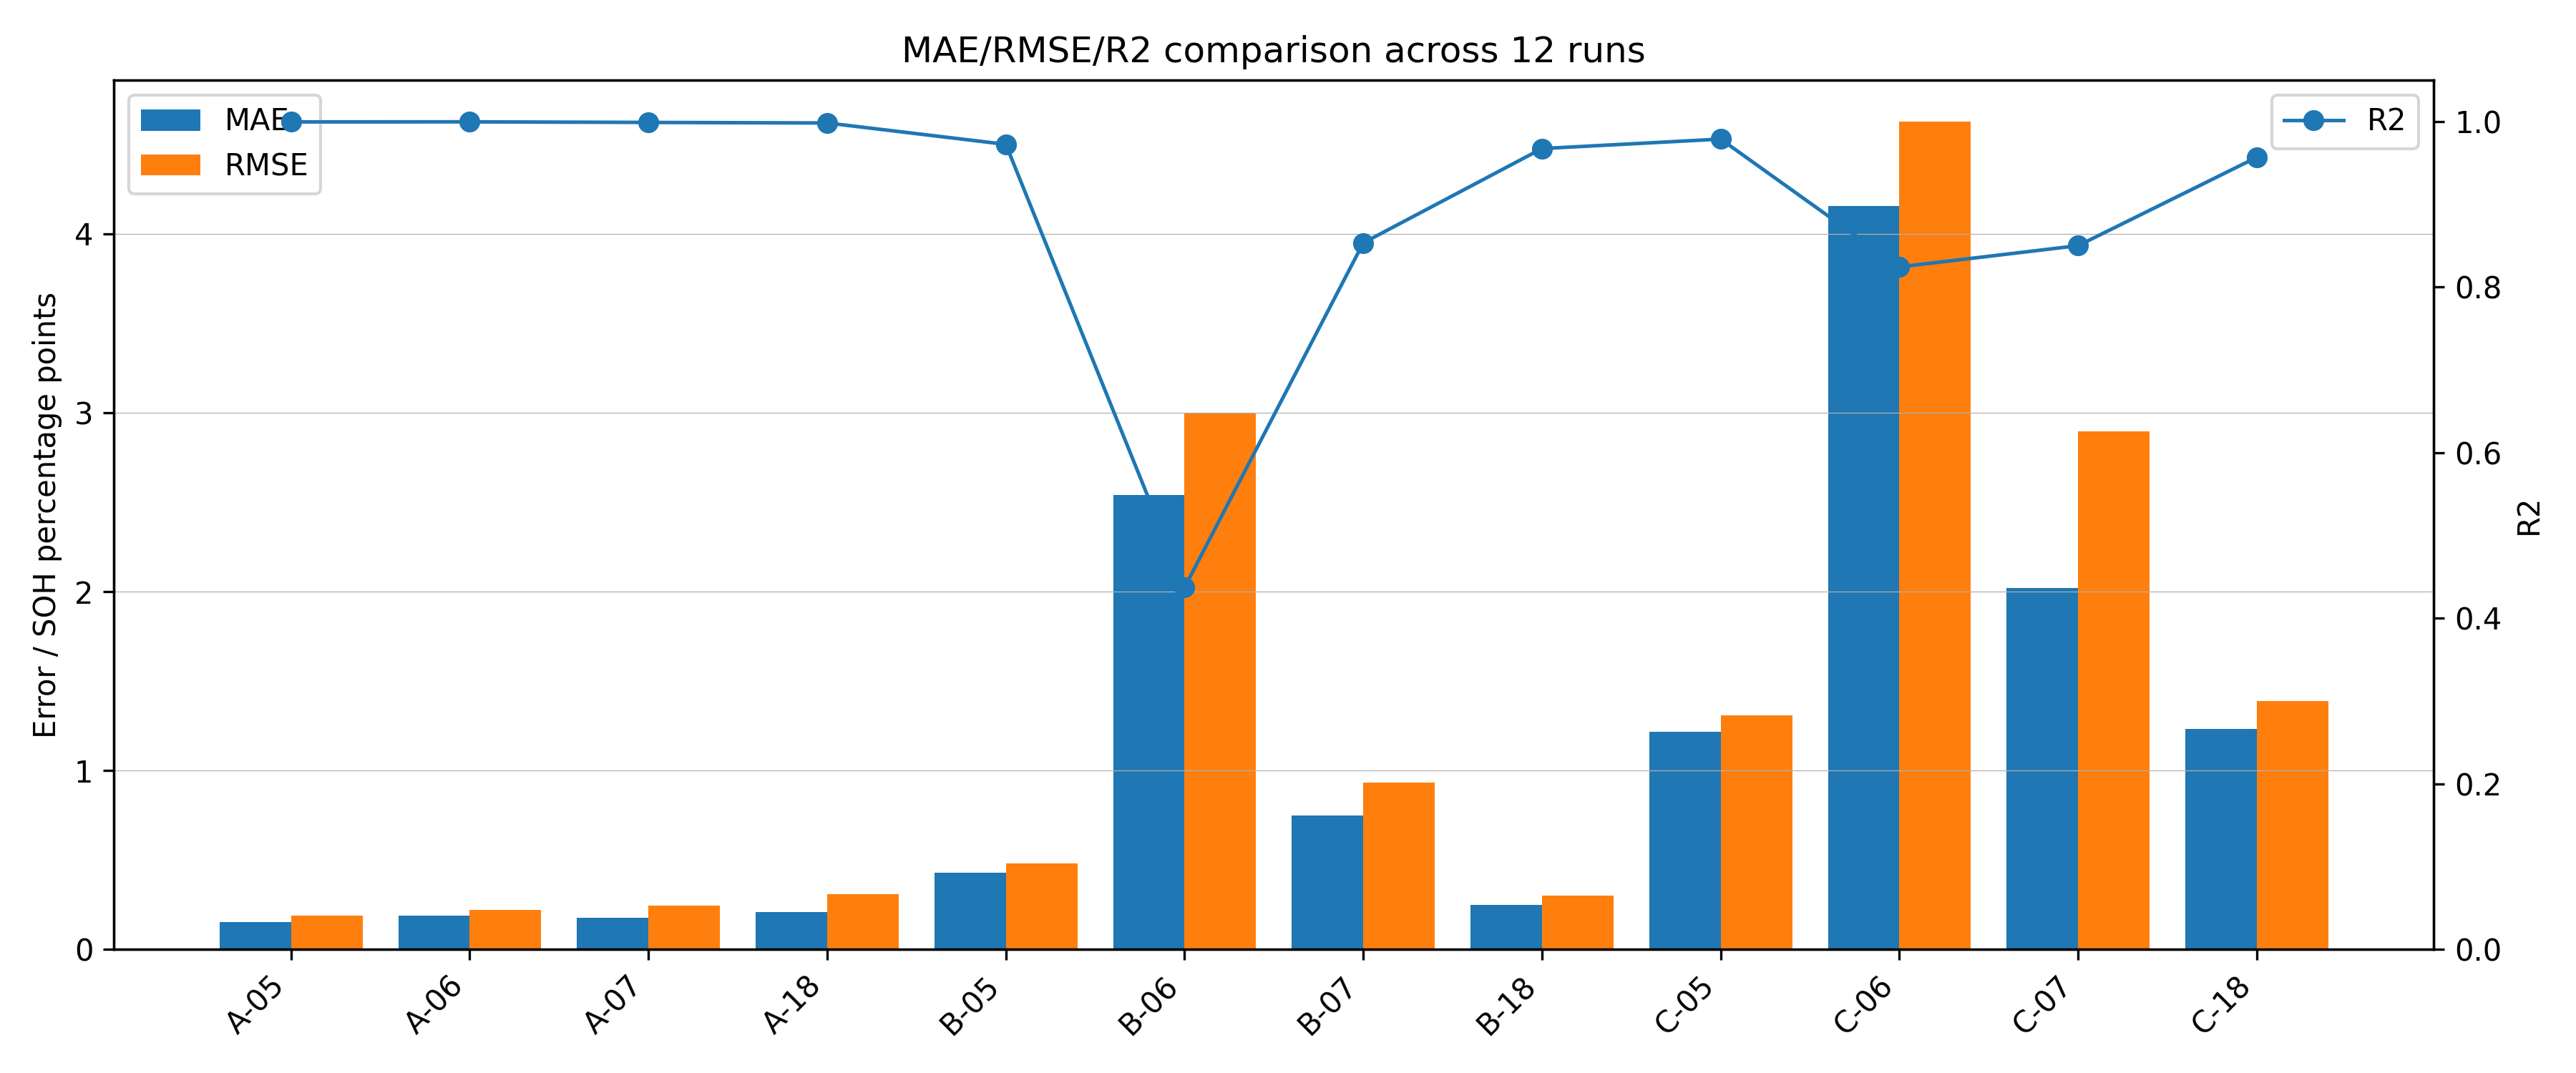 MAE/RMSE/R2 comparison across 12 runs
MAE
RMSE
R2
Error / SOH percentage points
4
3
2
1
0
1.0
0.8
0.6
0.4
0.2
0.0
R2
A-05
A-06
A-07
A-18
B-05
B-06
B-07
B-18
C-05
C-06
C-07
C-18